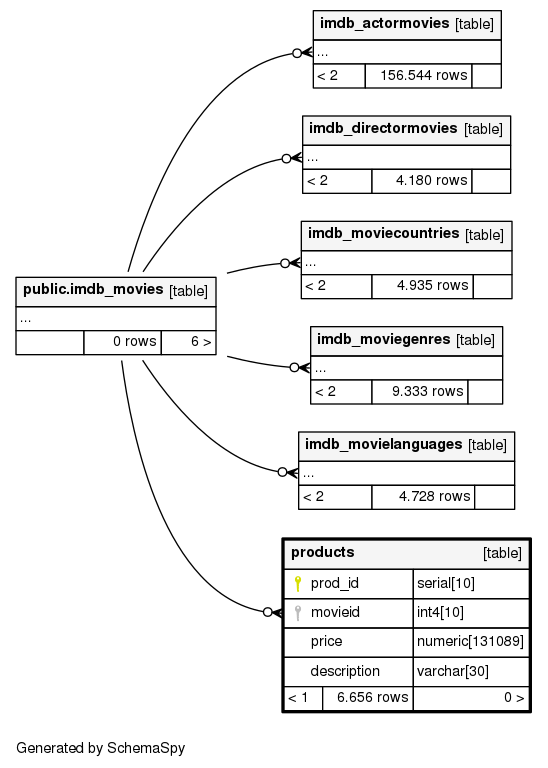 imdb_actormovies [table]
...
< 2 156.544 rows
imdb_directormovies [table]
...
< 2 4.180 rows
imdb_moviecountries [table]
...
< 2 4.935 rows
public.imdb_movies [table]
...
0 rows 6 >
imdb_moviegenres [table]
...
< 2 9.333 rows
imdb_movielanguages [table]
...
< 2 4.728 rows
products [table]
prod_id serial[10]
movieid int4[10]
price numeric[131089]
description varchar[30]
< 1 6.656 rows 0 >
Generated by SchemaSpy